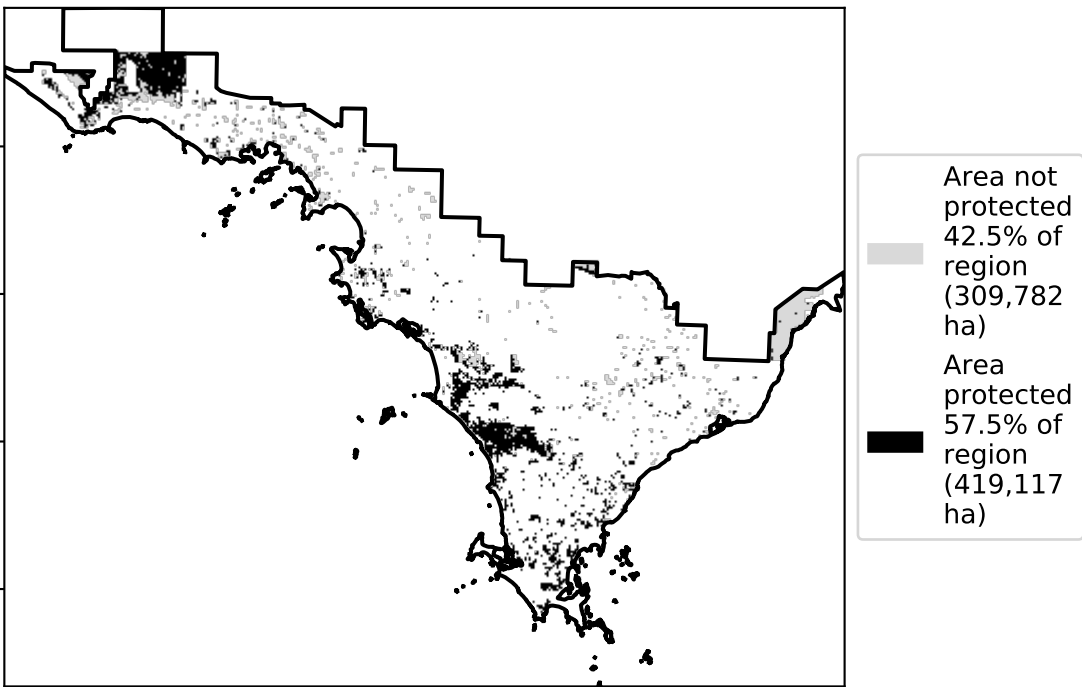 Area not
protected
42.5% of
region
(309,782
ha)
Area
protected
57.5% of
region
(419,117
ha)